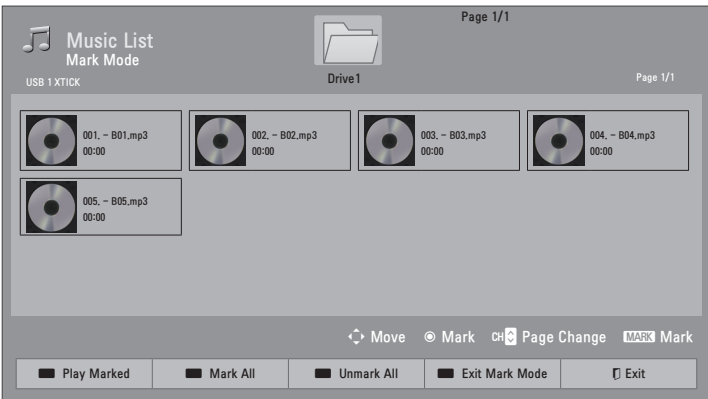 Page 1/1
Music List
Mark Mode
USB 1 XTICK
Drive1
Page 1/1
001. - B01.mp3
00:00
002. - B02.mp3
00:00
003. - B03.mp3
00:00
004. - B04.mp3
00:00
005. - B05.mp3
00:00
Move Mark CH Page Change MARK Mark
Play Marked Mark All Unmark All Exit Mark Mode Exit